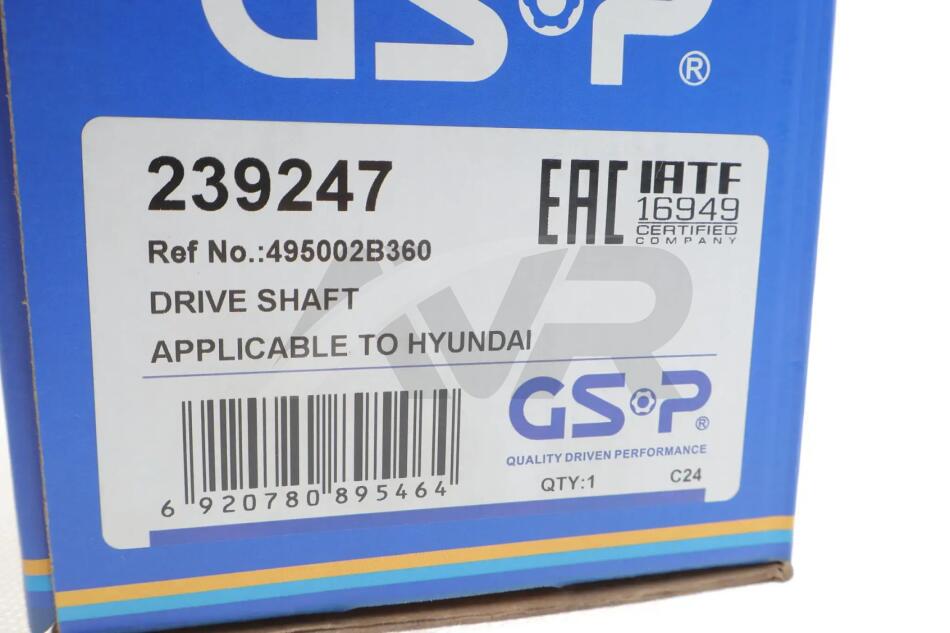 GSP®
239247
EAC IATF
16949
CERTIFIED
COMPANY
Ref No.:495002B360
DRIVE SHAFT
APPLICABLE TO HYUNDAI
VR
GSP®
QUALITY DRIVEN PERFORMANCE
QTY:1 C24
6 920780 895464